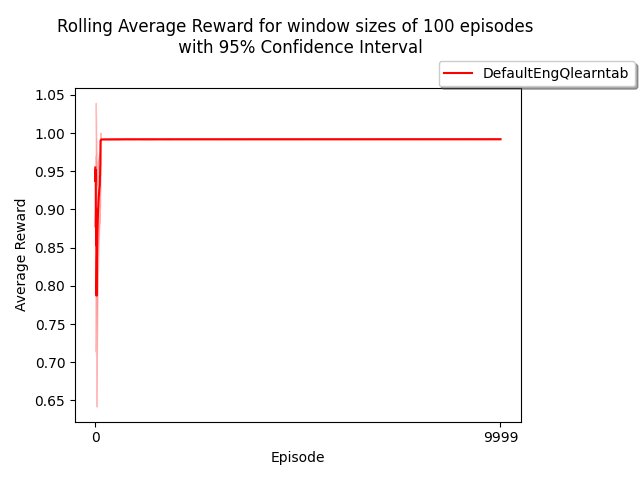 Rolling Average Reward for window sizes of 100 episodes
with 95% Confidence Interval
DefaultEngQlearntab
1.05
1.00
0.95
0.90
0.85
0.80
0.75
0.70
0.65
Average Reward
0
9999
Episode